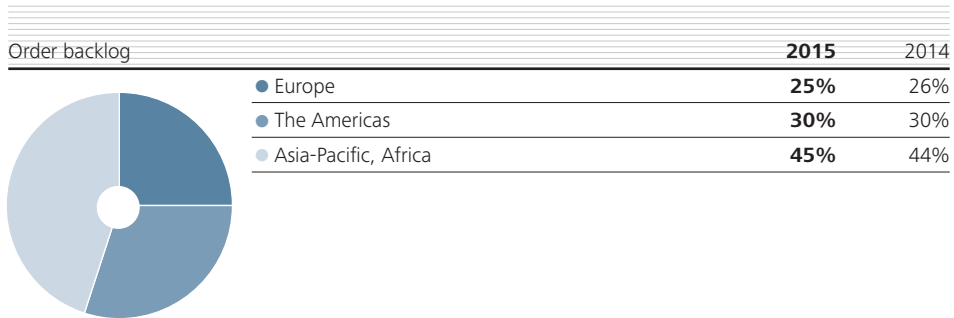 Order backlog 2015 2014
Europe 25% 26%
The Americas 30% 30%
Asia-Pacific, Africa 45% 44%